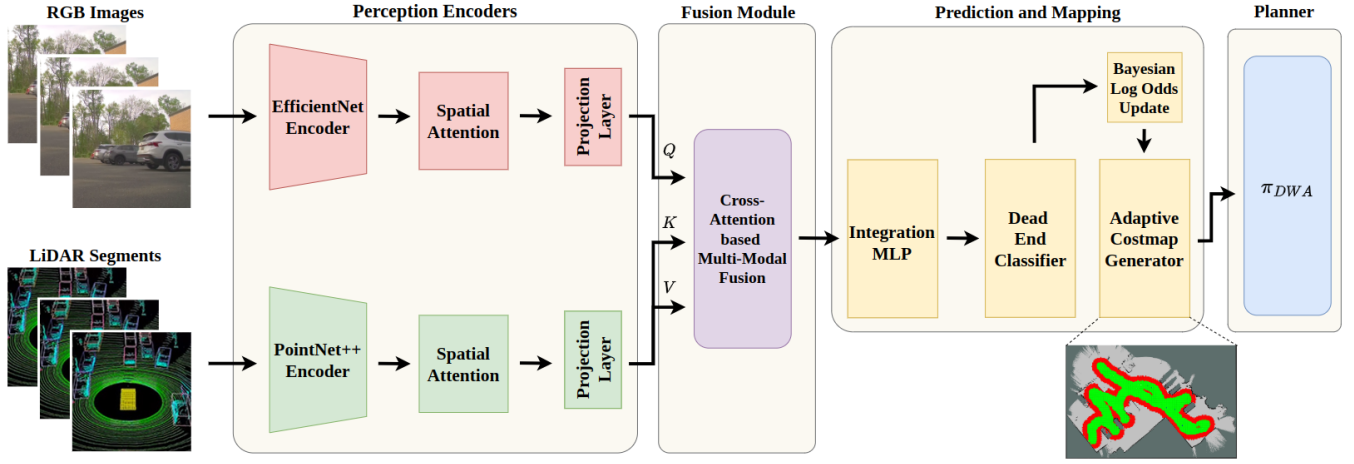 RGB Images
Perception Encoders
Fusion Module
Prediction and Mapping
Planner
EfficientNet
Encoder
Spatial
Attention
Projection
Layer
Q
K
V
Cross-
Attention
based
Multi-Modal
Fusion
Integration
MLP
Dead
End
Classifier
Bayesian
Log Odds
Update
Adaptive
Costmap
Generator
π_DWA
LiDAR Segments
PointNet++
Encoder
Spatial
Attention
Projection
Layer